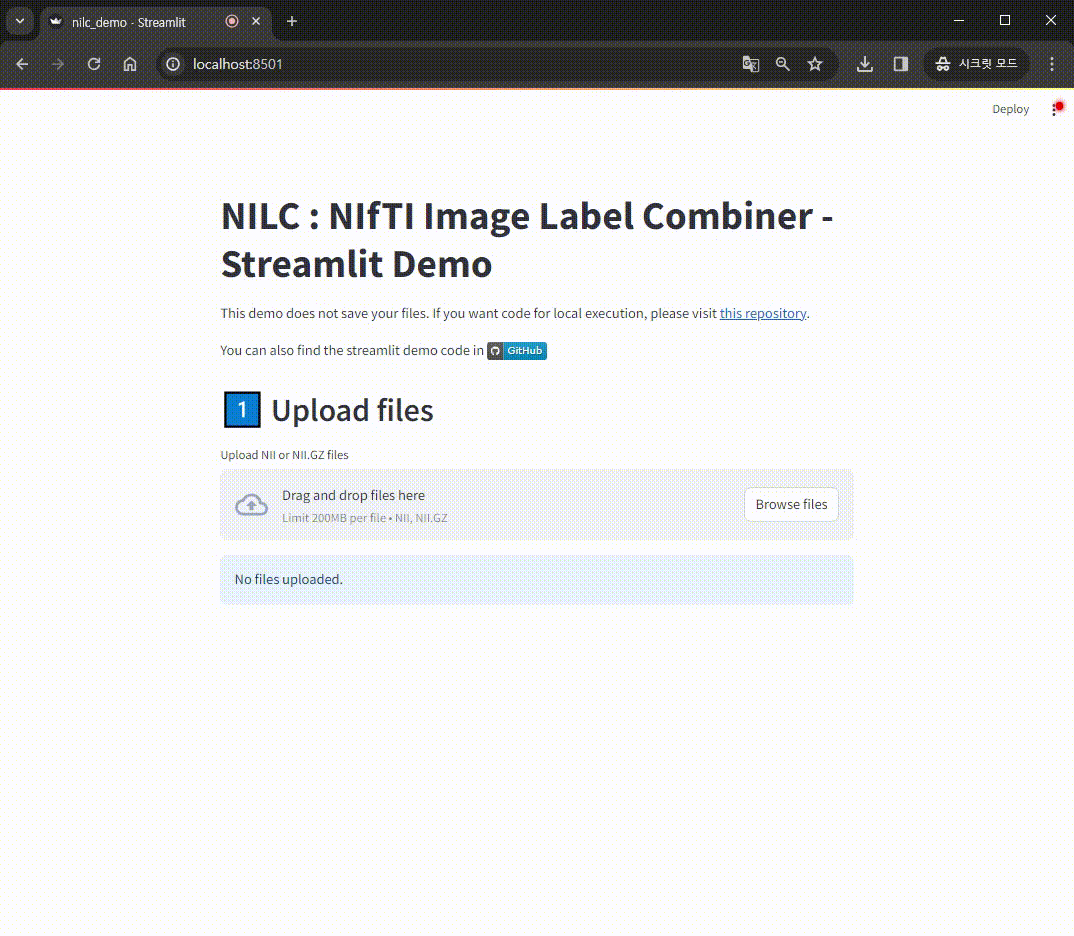 nilc_demo · Streamlit
localhost:8501
시크릿 모드
Deploy
NILC : NIfTI Image Label Combiner -
Streamlit Demo
This demo does not save your files. If you want code for local execution, please visit this repository.
You can also find the streamlit demo code in GitHub
1 Upload files
Upload NII or NII.GZ files
Drag and drop files here
Limit 200MB per file • NII, NII.GZ
Browse files
No files uploaded.